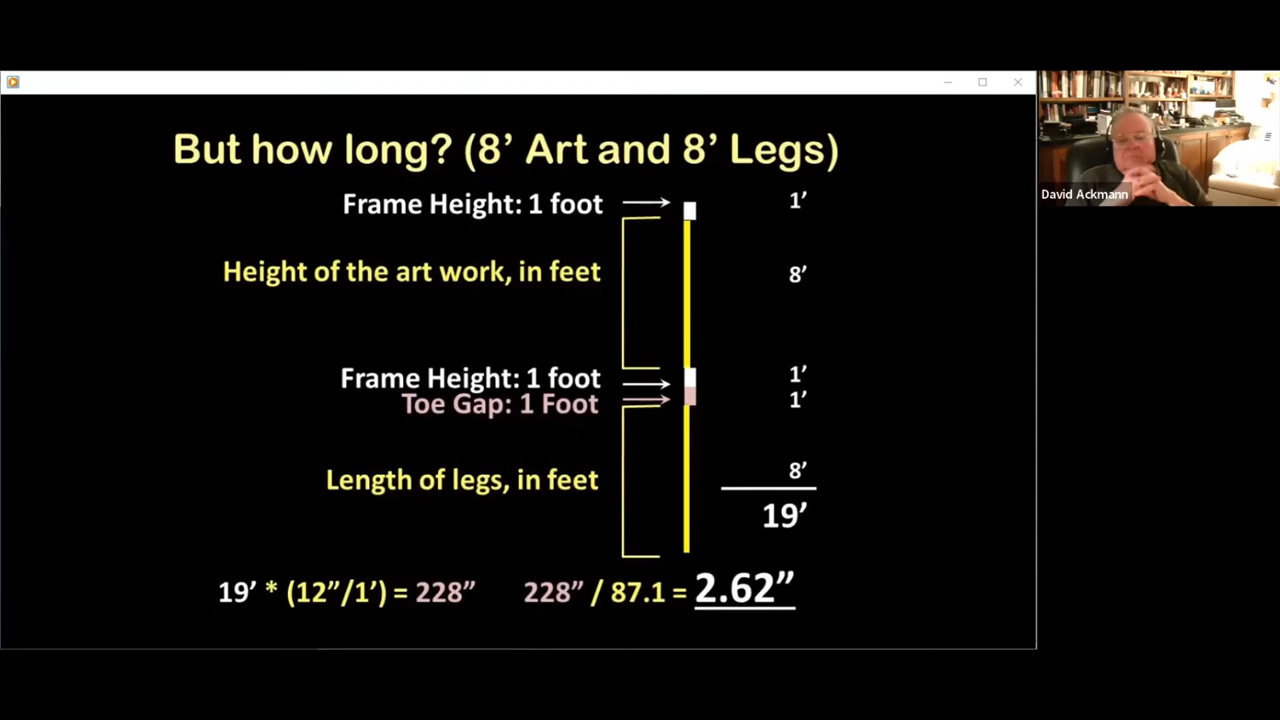 But how long? (8’ Art and 8’ Legs)
Frame Height: 1 foot 1’
Height of the art work, in feet 8’
Frame Height: 1 foot 1’
Toe Gap: 1 Foot 1’
Length of legs, in feet 8’
19’
19’ * (12”/1’) = 228” 228” / 87.1 = 2.62”
David Ackmann